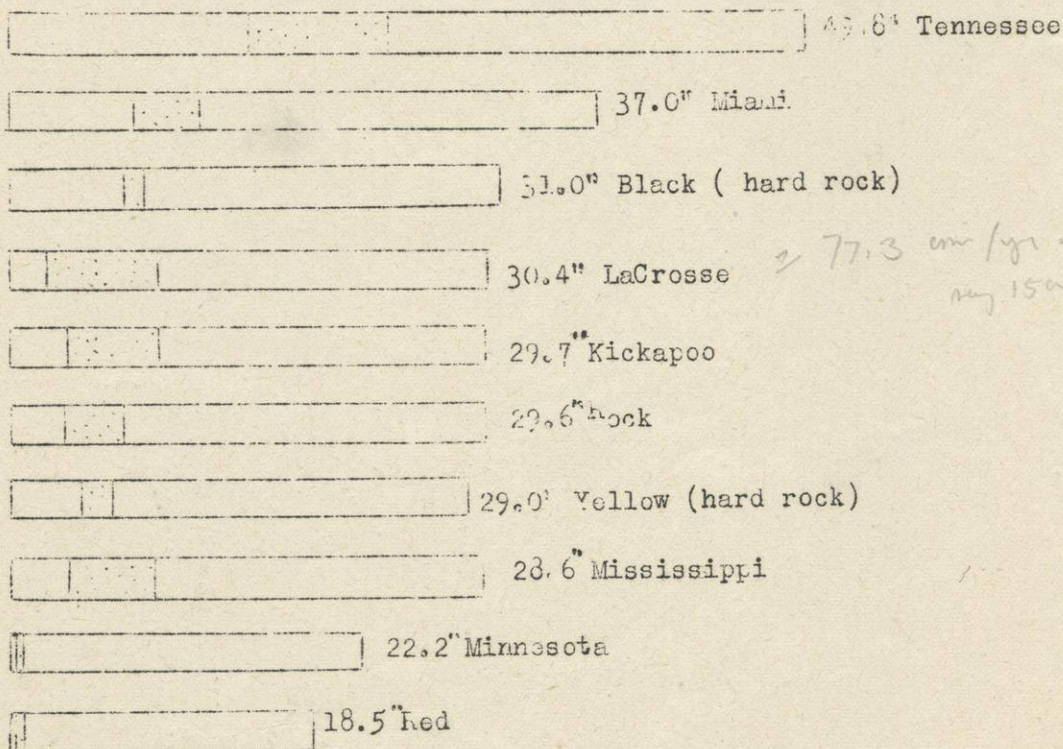 49.6" Tennessee
37.0" Miami
31.0" Black ( hard rock)
30.4" LaCrosse
77.3 cm/yr
29.7" Kickapoo
29.6" Rock
29.0" Yellow (hard rock)
28.6" Mississippi
22.2" Minnesota
18.5" Red